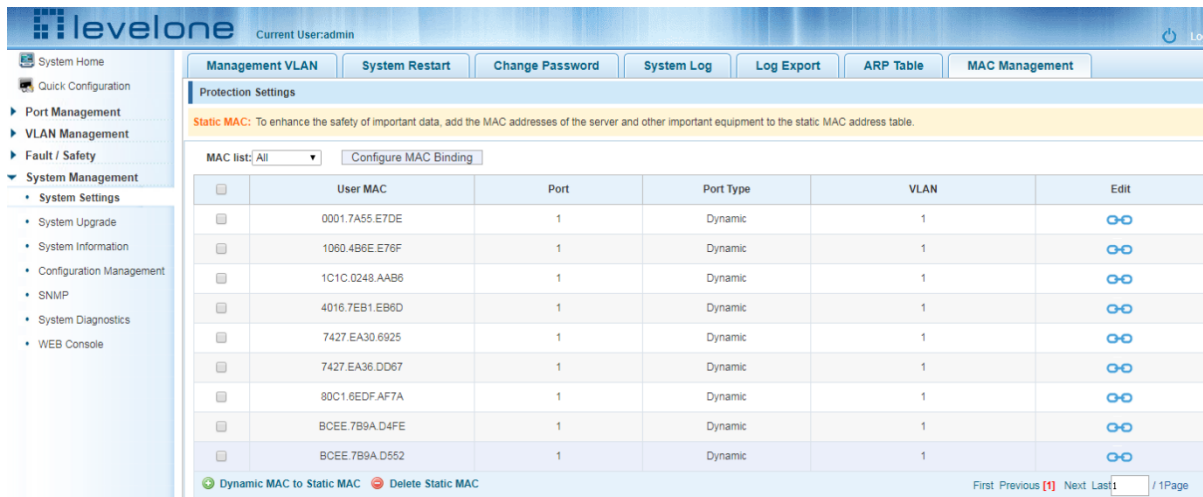 levelone Current User:admin
System Home
Quick Configuration
Port Management
VLAN Management
Fault / Safety
System Management
System Settings
System Upgrade
System Information
Configuration Management
SNMP
System Diagnostics
WEB Console
Management VLAN System Restart Change Password System Log Log Export ARP Table MAC Management
Protection Settings
Static MAC: To enhance the safety of important data, add the MAC addresses of the server and other important equipment to the static MAC address table.
MAC list: All Configure MAC Binding
User MAC Port Port Type VLAN Edit
0001.7A55.E7DE 1 Dynamic 1
1060.4B6E.E76F 1 Dynamic 1
1C1C.0248.AAB6 1 Dynamic 1
4016.7EB1.EB6D 1 Dynamic 1
7427.EA30.6925 1 Dynamic 1
7427.EA36.DD67 1 Dynamic 1
80C1.6EDF.AF7A 1 Dynamic 1
BCEE.7B9A.D4FE 1 Dynamic 1
BCEE.7B9A.D552 1 Dynamic 1
Dynamic MAC to Static MAC Delete Static MAC First Previous [1] Next Last 1 / 1Page